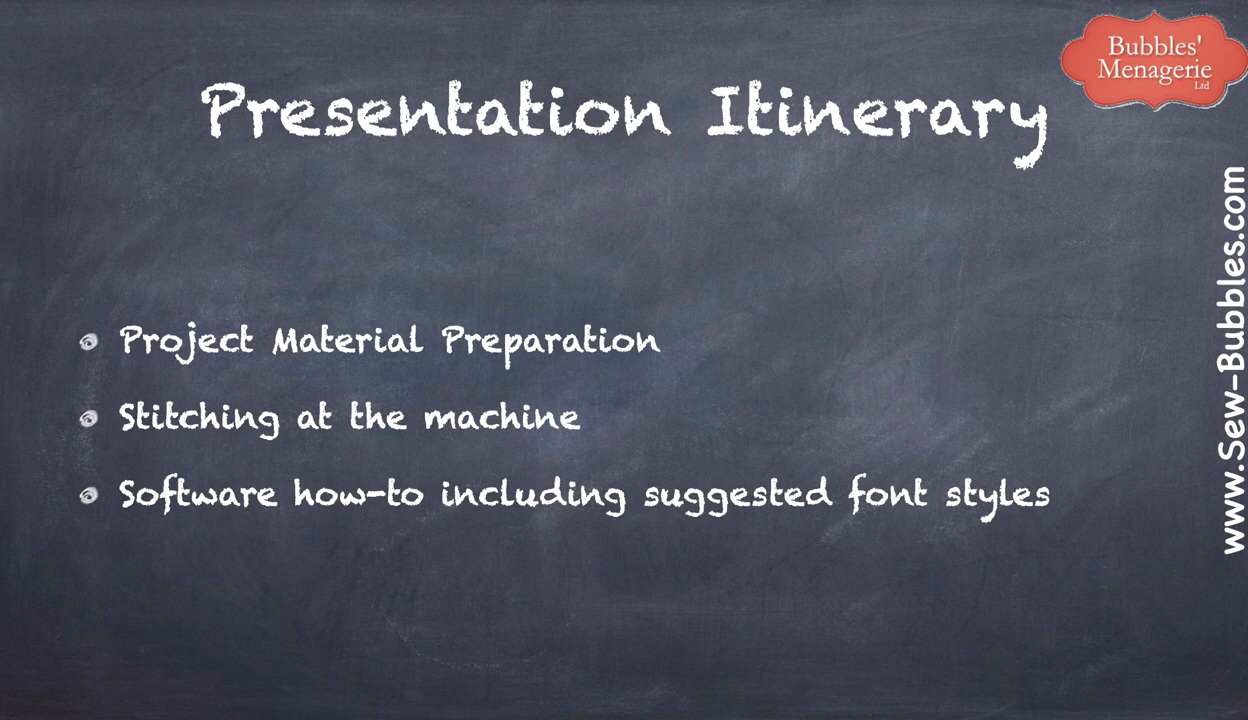 Bubbles'
Menagerie
Ltd
Presentation Itinerary
Project Material Preparation
Stitching at the machine
Software how-to including suggested font styles
www.Sew-Bubbles.com